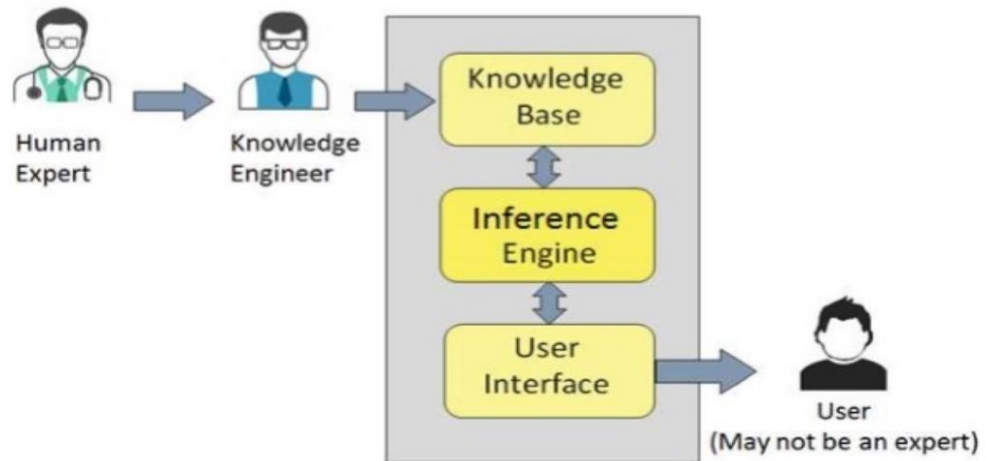 Human
Expert
Knowledge
Engineer
Knowledge
Base
Inference
Engine
User
Interface
User
(May not be an expert)